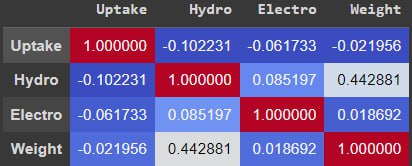 Uptake Hydro Electro Weight
Uptake 1.000000 -0.102231 -0.061733 -0.021956
Hydro -0.102231 1.000000 0.085197 0.442881
Electro -0.061733 0.085197 1.000000 0.018692
Weight -0.021956 0.442881 0.018692 1.000000